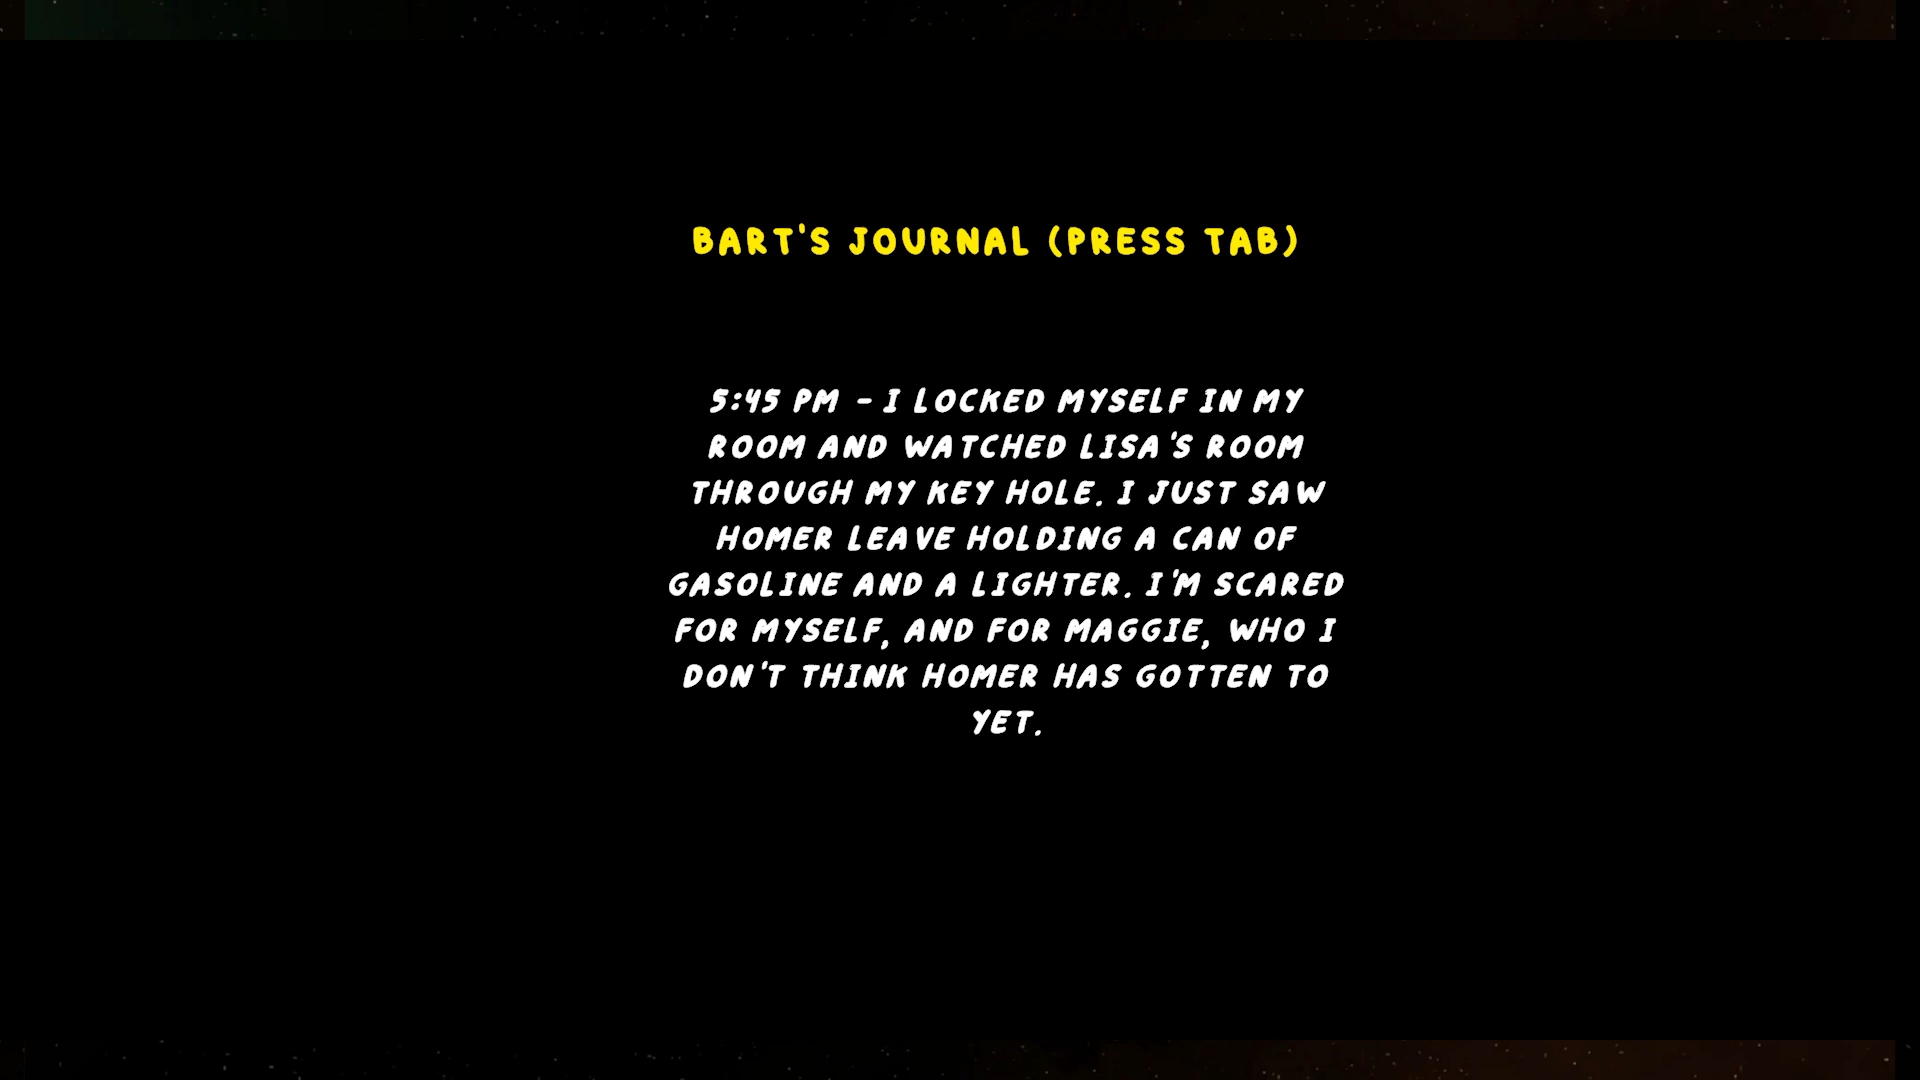 BART'S JOURNAL (PRESS TAB)
5:45 PM - I LOCKED MYSELF IN MY
ROOM AND WATCHED LISA'S ROOM
THROUGH MY KEY HOLE. I JUST SAW
HOMER LEAVE HOLDING A CAN OF
GASOLINE AND A LIGHTER. I'M SCARED
FOR MYSELF, AND FOR MAGGIE, WHO I
DON'T THINK HOMER HAS GOTTEN TO
YET.